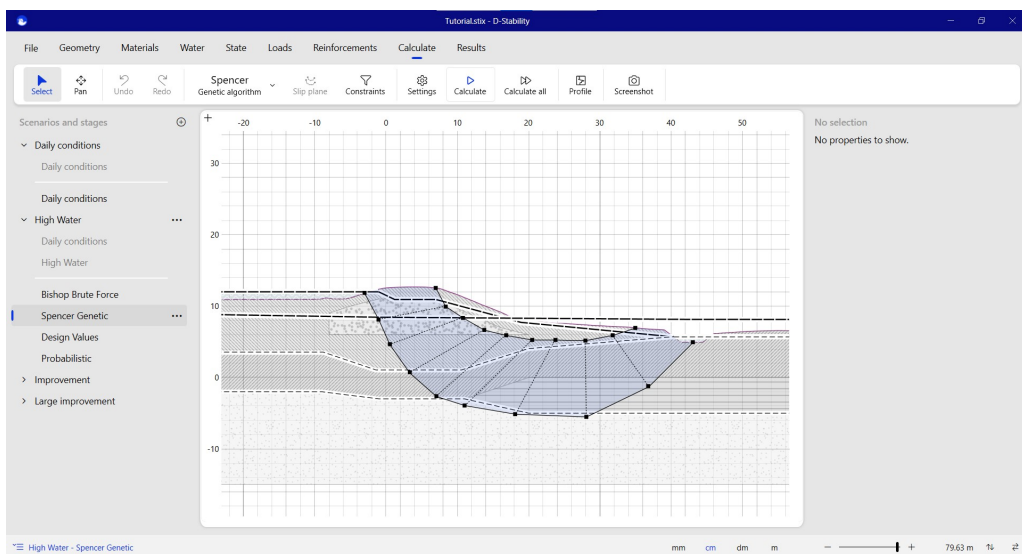 Tutorial.stix - D-Stability
File Geometry Materials Water State Loads Reinforcements Calculate Results
Select Pan Undo Redo Spencer Genetic algorithm Slip plane Constraints Settings Calculate Calculate all Profile Screenshot
Scenarios and stages
Daily conditions
Daily conditions
Daily conditions
High Water
Daily conditions
High Water
Bishop Brute Force
Spencer Genetic
Design Values
Probabilistic
Improvement
Large improvement
-20 -10 0 10 20 30 40 50
30
20
10
0
-10
No selection
No properties to show.
High Water - Spencer Genetic
mm cm dm m
79.63 m